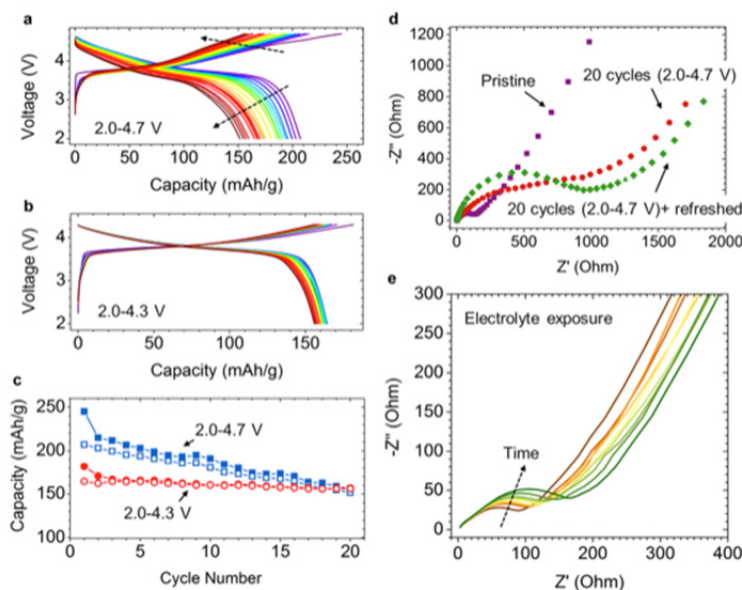 a
Voltage (V)
4
3
2
2.0-4.7 V
0 50 100 150 200 250
Capacity (mAh/g)
b
Voltage (V)
4
3
2
2.0-4.3 V
0 50 100 150
Capacity (mAh/g)
c
Capacity (mAh/g)
250
200
150
100
2.0-4.7 V
2.0-4.3 V
0 5 10 15 20
Cycle Number
d
-Z" (Ohm)
1200
1000
800
600
400
200
0
Pristine
20 cycles (2.0-4.7 V)
20 cycles (2.0-4.7 V)+ refreshed
0 500 1000 1500 2000
Z' (Ohm)
e
-Z" (Ohm)
300
250
200
150
100
50
0
Electrolyte exposure
Time
0 100 200 300 400
Z' (Ohm)